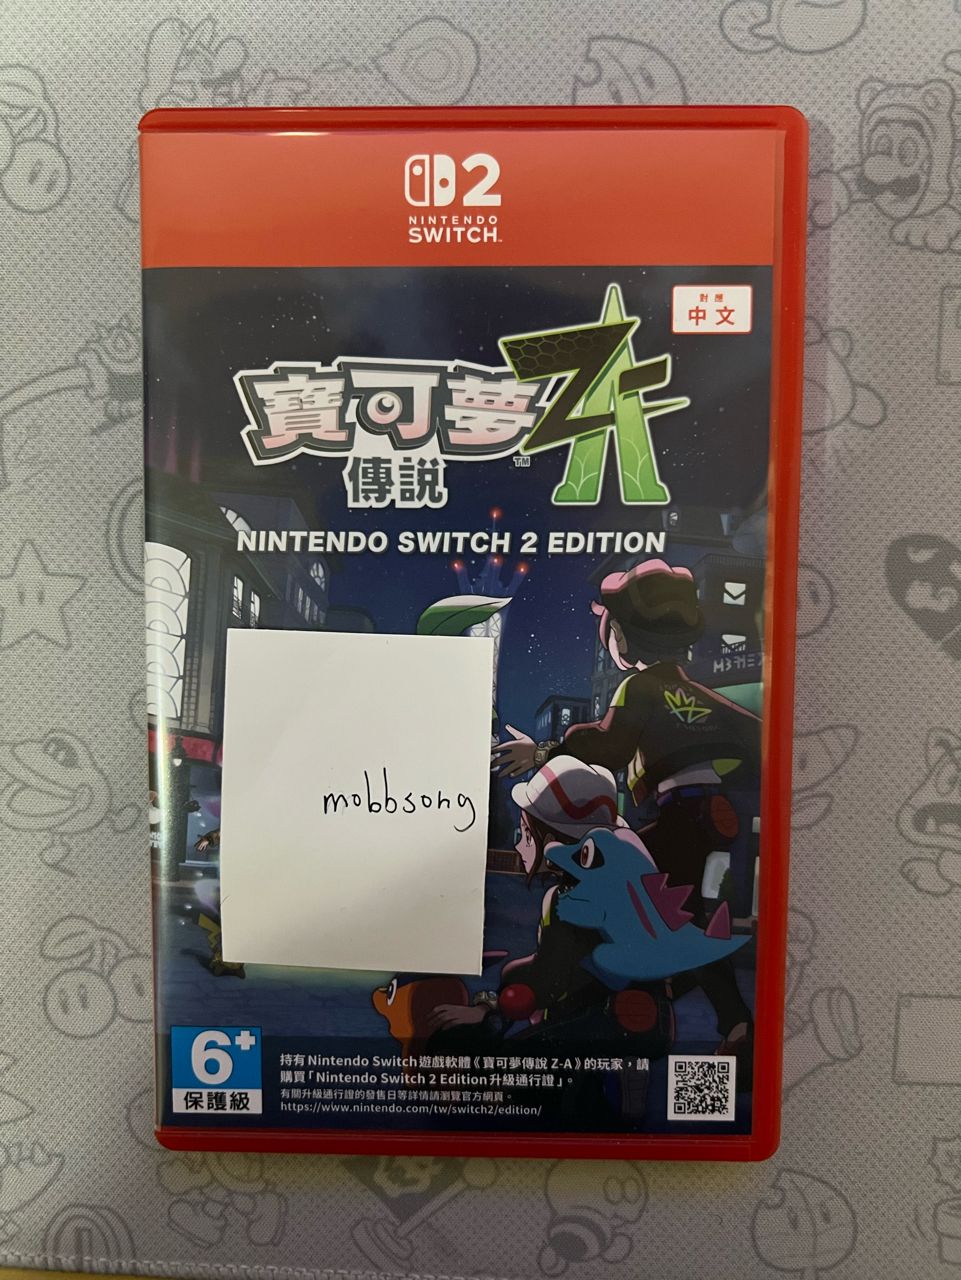 2
NINTENDO
SWITCH™
對應
中文
寶可夢 ZA
傳説 ™
NINTENDO SWITCH 2 EDITION
mobbsong
6+
保護級
持有Nintendo Switch遊戲軟體《寶可夢傳說 Z-A》的玩家，請
購買「Nintendo Switch 2 Edition升級通行證」。
有關升級通行證的發售日等詳情請瀏覽官方網頁。
https://www.nintendo.com/tw/switch2/edition/